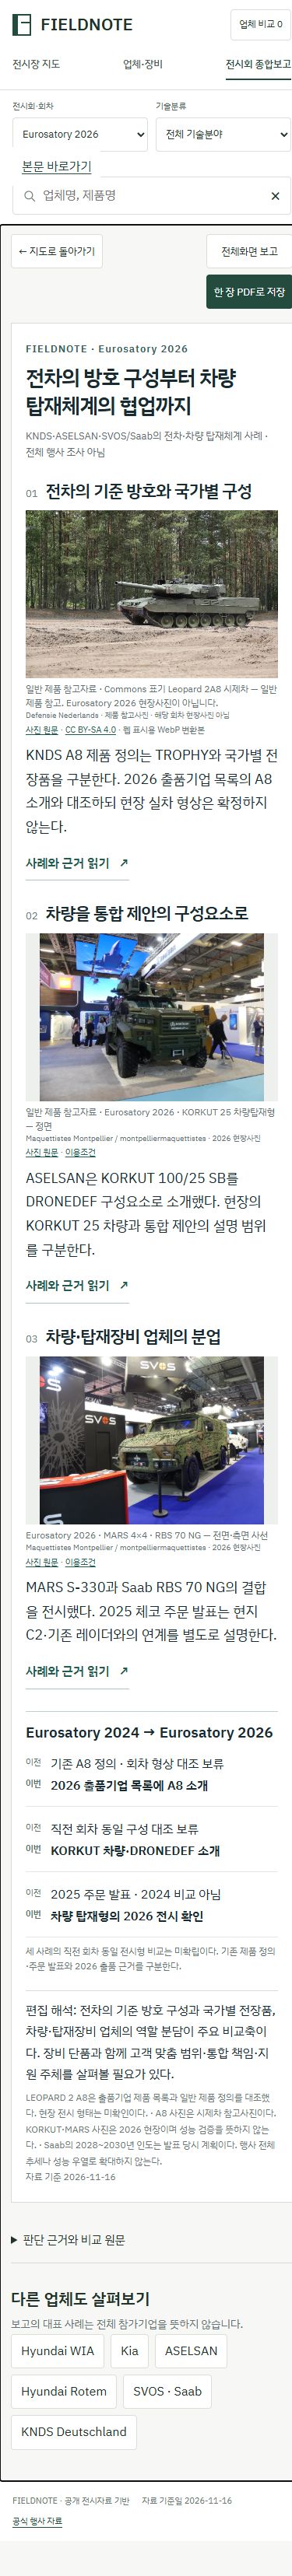 FIELDNOTE
업체 비교 0
전시장 지도
업체·장비
전시회 종합보고
전시회·회차
기술분류
Eurosatory 2026
전체 기술분야
본문 바로가기
업체명, 제품명
← 지도로 돌아가기
전체화면 보고
한 장 PDF로 저장
FIELDNOTE · Eurosatory 2026
전차의 방호 구성부터 차량
탑재체계의 협업까지
KNDS·ASELSAN·SVOS/Saab의 전차·차량 탑재체계 사례 ·
전체 행사 조사 아님
01 전차의 기준 방호와 국가별 구성
일반 제품 참고자료 · Commons 표기 Leopard 2A8 시제차 — 일반
제품 참고. Eurosatory 2026 현장사진이 아닙니다.
Defensie Nederlands · 제품 참고사진 · 해당 회차 현장사진 아님
사진 원문 · CC BY-SA 4.0 · 웹 표시용 WebP 변환본
KNDS A8 제품 정의는 TROPHY와 국가별 전
장품을 구분한다. 2026 출품기업 목록의 A8
소개와 대조하되 현장 실차 형상은 확정하지
않는다.
사례와 근거 읽기 ↗
02 차량을 통합 제안의 구성요소로
일반 제품 참고자료 · Eurosatory 2026 · KORKUT 25 차량탑재형
— 정면
Maquettistes Montpellier / montpelliermaquettistes · 2026 현장사진
사진 원문 · 이용조건
ASELSAN은 KORKUT 100/25 SB를
DRONEDEF 구성요소로 소개했다. 현장의
KORKUT 25 차량과 통합 제안의 설명 범위
를 구분한다.
사례와 근거 읽기 ↗
03 차량·탑재장비 업체의 분업
SVOS
SVOS
Eurosatory 2026 · MARS 4×4 · RBS 70 NG — 전면·측면 사선
Maquettistes Montpellier / montpelliermaquettistes · 2026 현장사진
사진 원문 · 이용조건
MARS S-330과 Saab RBS 70 NG의 결합
을 전시했다. 2025 체코 주문 발표는 현지
C2·기존 레이더와의 연계를 별도로 설명한다.
사례와 근거 읽기 ↗
Eurosatory 2024 → Eurosatory 2026
이전 기존 A8 정의 · 회차 형상 대조 보류
이번 2026 출품기업 목록에 A8 소개
이전 직전 회차 동일 구성 대조 보류
이번 KORKUT 차량·DRONEDEF 소개
이전 2025 주문 발표 · 2024 비교 아님
이번 차량 탑재형의 2026 전시 확인
세 사례의 직전 회차 동일 전시형 비교는 미확립이다. 기존 제품 정의
·주문 발표와 2026 출품 근거를 구분한다.
편집 해석: 전차의 기준 방호 구성과 국가별 전장품,
차량·탑재장비 업체의 역할 분담이 주요 비교축이
다. 장비 단품과 함께 고객 맞춤 범위·통합 책임·지
원 주체를 살펴볼 필요가 있다.
LEOPARD 2 A8은 출품기업 제품 목록과 일반 제품 정의를 대조했
다. 현장 전시 형태는 미확인이다. · A8 사진은 시제차 참고사진이다.
KORKUT·MARS 사진은 2026 현장이며 성능 검증을 뜻하지 않는
다. · Saab의 2028~2030년 인도는 발표 당시 계획이다. 행사 전체
추세나 성능 우열로 확대하지 않는다.
자료 기준 2026-11-16
▶ 판단 근거와 비교 원문
다른 업체도 살펴보기
보고의 대표 사례는 전체 참가기업을 뜻하지 않습니다.
Hyundai WIA
Kia
ASELSAN
Hyundai Rotem
SVOS · Saab
KNDS Deutschland
FIELDNOTE · 공개 전시자료 기반
자료 기준일 2026-11-16
공식 행사 자료